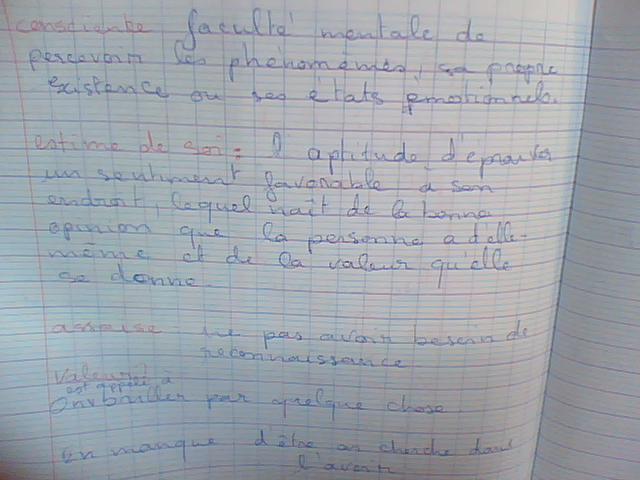 consciente faculté mentale de
percevoir les phénomènes, sa propre
existence ou ses états émotionnels.
estime de soi = l'aptitude d'éprouver
un sentiment favorable à son
endroit, lequel naît de la bonne
opinion que la personne a d'elle-
même et de la valeur qu'elle
se donne.
ne pas avoir besoin de
reconnaissance
Valeur
est appelé à
briller par quelque chose
En manque d'être on cherche dans
l'avoir